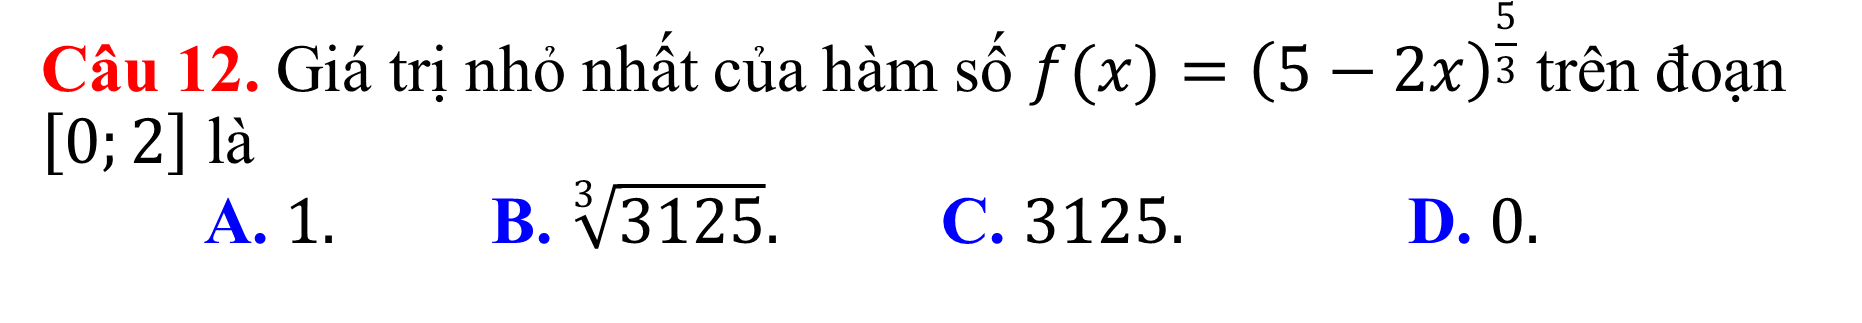 Câu 12. Giá trị nhỏ nhất của hàm số f(x) = (5 − 2x)^{5/3} trên đoạn
[0; 2] là
A. 1. B. ∛3125. C. 3125. D. 0.